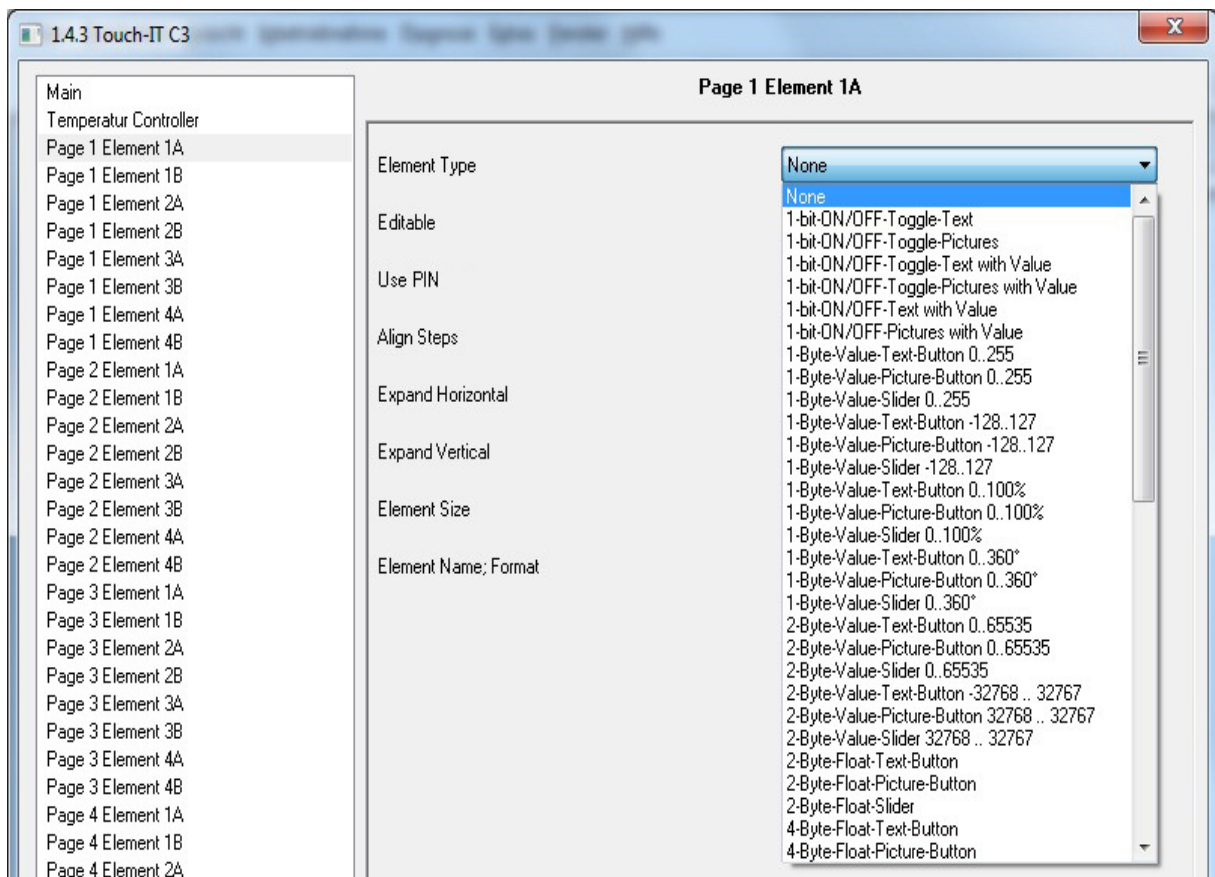 1.4.3 Touch-IT C3
Main
Temperatur Controller
Page 1 Element 1A
Page 1 Element 1B
Page 1 Element 2A
Page 1 Element 2B
Page 1 Element 3A
Page 1 Element 3B
Page 1 Element 4A
Page 1 Element 4B
Page 2 Element 1A
Page 2 Element 1B
Page 2 Element 2A
Page 2 Element 2B
Page 2 Element 3A
Page 2 Element 3B
Page 2 Element 4A
Page 2 Element 4B
Page 3 Element 1A
Page 3 Element 1B
Page 3 Element 2A
Page 3 Element 2B
Page 3 Element 3A
Page 3 Element 3B
Page 3 Element 4A
Page 3 Element 4B
Page 4 Element 1A
Page 4 Element 1B
Page 4 Element 2A
Page 1 Element 1A
Element Type
Editable
Use PIN
Align Steps
Expand Horizontal
Expand Vertical
Element Size
Element Name; Format
None
None
1-bit-ON/OFF-Toggle-Text
1-bit-ON/OFF-Toggle-Pictures
1-bit-ON/OFF-Toggle-Text with Value
1-bit-ON/OFF-Toggle-Pictures with Value
1-bit-ON/OFF-Text with Value
1-bit-ON/OFF-Pictures with Value
1-Byte-Value-Text-Button 0..255
1-Byte-Value-Picture-Button 0..255
1-Byte-Value-Slider 0..255
1-Byte-Value-Text-Button -128..127
1-Byte-Value-Picture-Button -128..127
1-Byte-Value-Slider -128..127
1-Byte-Value-Text-Button 0..100%
1-Byte-Value-Picture-Button 0..100%
1-Byte-Value-Slider 0..100%
1-Byte-Value-Text-Button 0..360°
1-Byte-Value-Picture-Button 0..360°
1-Byte-Value-Slider 0..360°
2-Byte-Value-Text-Button 0..65535
2-Byte-Value-Picture-Button 0..65535
2-Byte-Value-Slider 0..65535
2-Byte-Value-Text-Button -32768 .. 32767
2-Byte-Value-Picture-Button 32768 .. 32767
2-Byte-Value-Slider 32768 .. 32767
2-Byte-Float-Text-Button
2-Byte-Float-Picture-Button
2-Byte-Float-Slider
4-Byte-Float-Text-Button
4-Byte-Float-Picture-Button